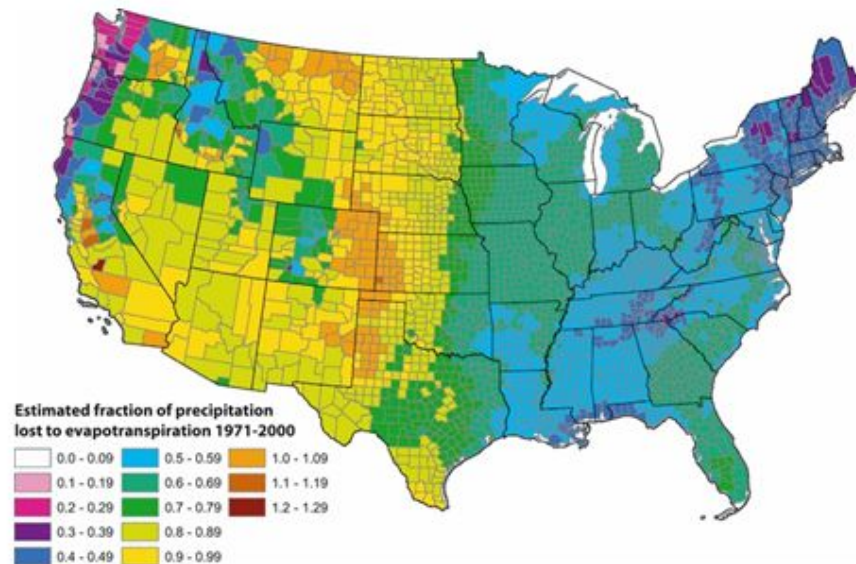 Estimated fraction of precipitation
lost to evapotranspiration 1971-2000
0.0 - 0.09
0.1 - 0.19
0.2 - 0.29
0.3 - 0.39
0.4 - 0.49
0.5 - 0.59
0.6 - 0.69
0.7 - 0.79
0.8 - 0.89
0.9 - 0.99
1.0 - 1.09
1.1 - 1.19
1.2 - 1.29